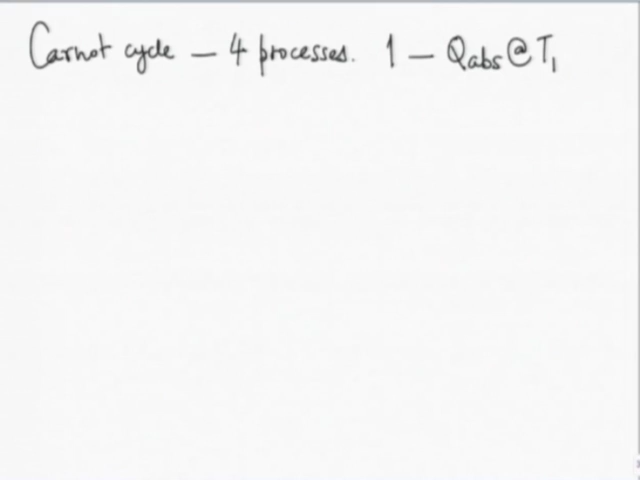 Carnot cycle — 4 processes. 1 — Qabs@T1